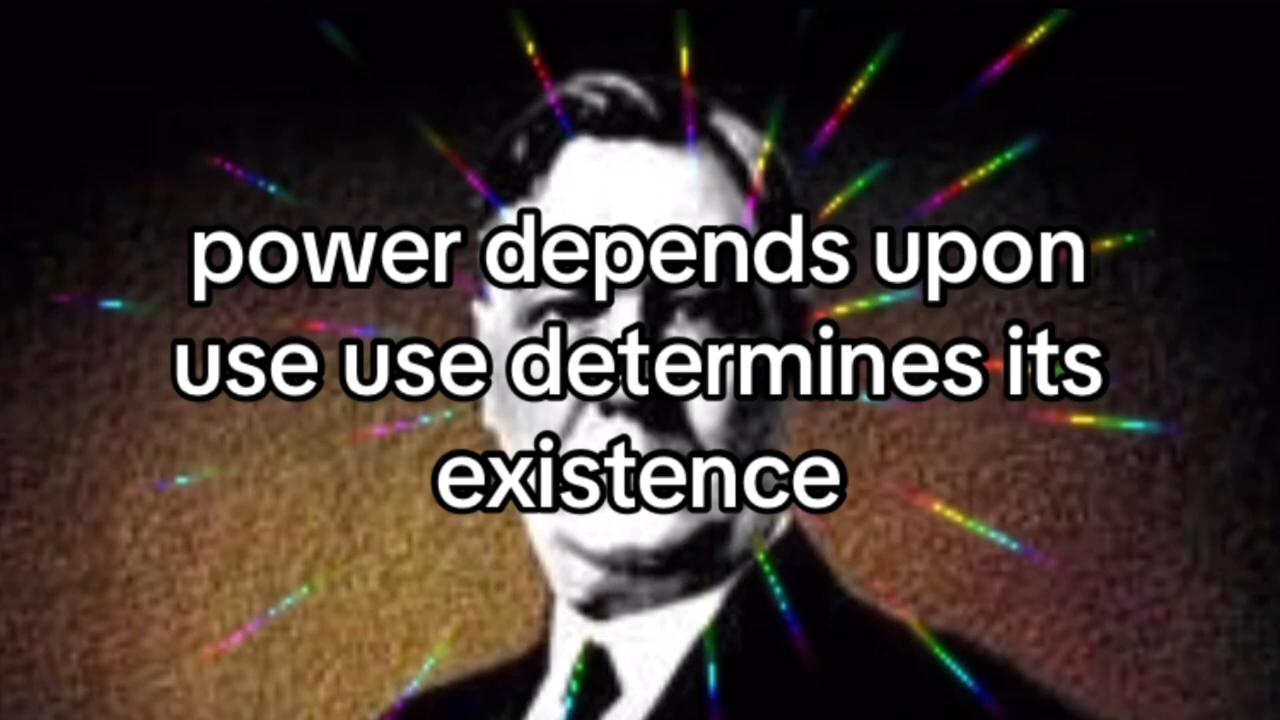 power depends upon
use use determines its
existence